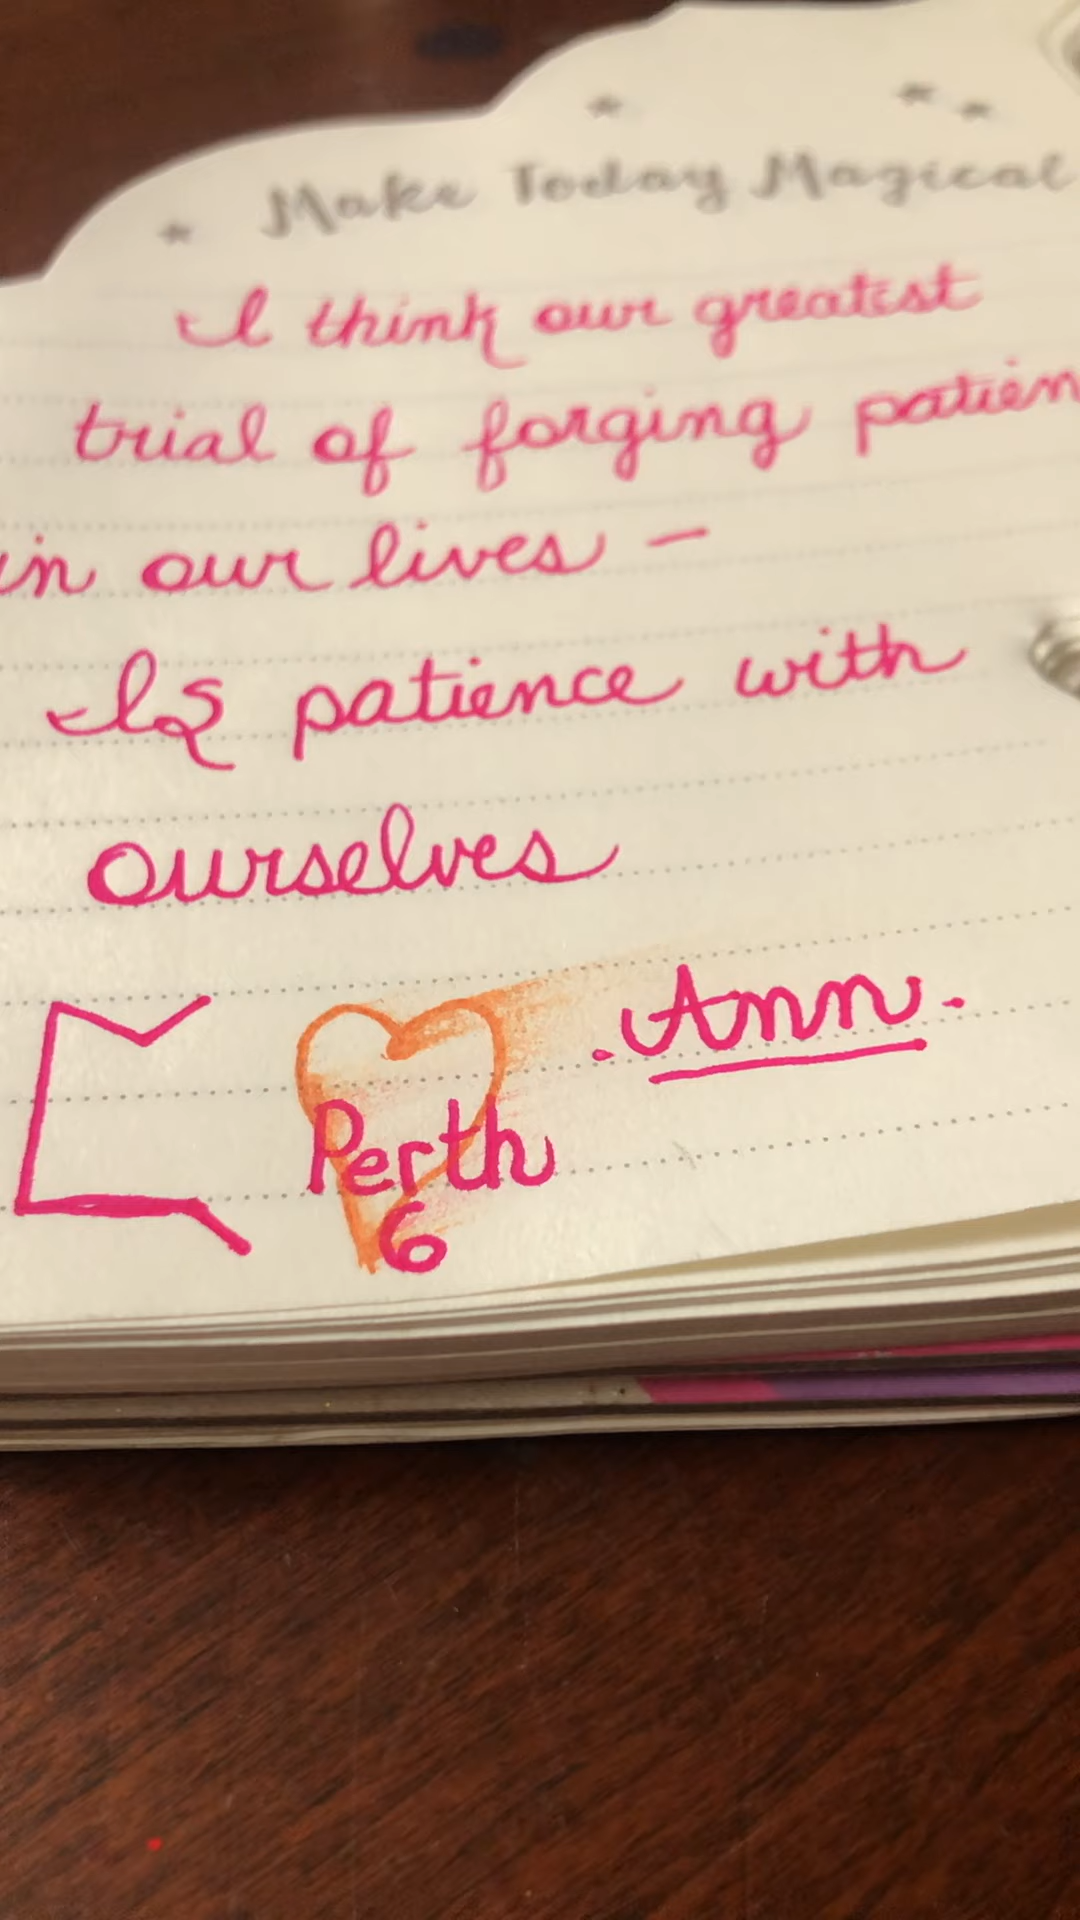 Make Today Magical
I think our greatest
trial of forging patien
in our lives –
Is patience with
ourselves
.Ann.
Perth
6